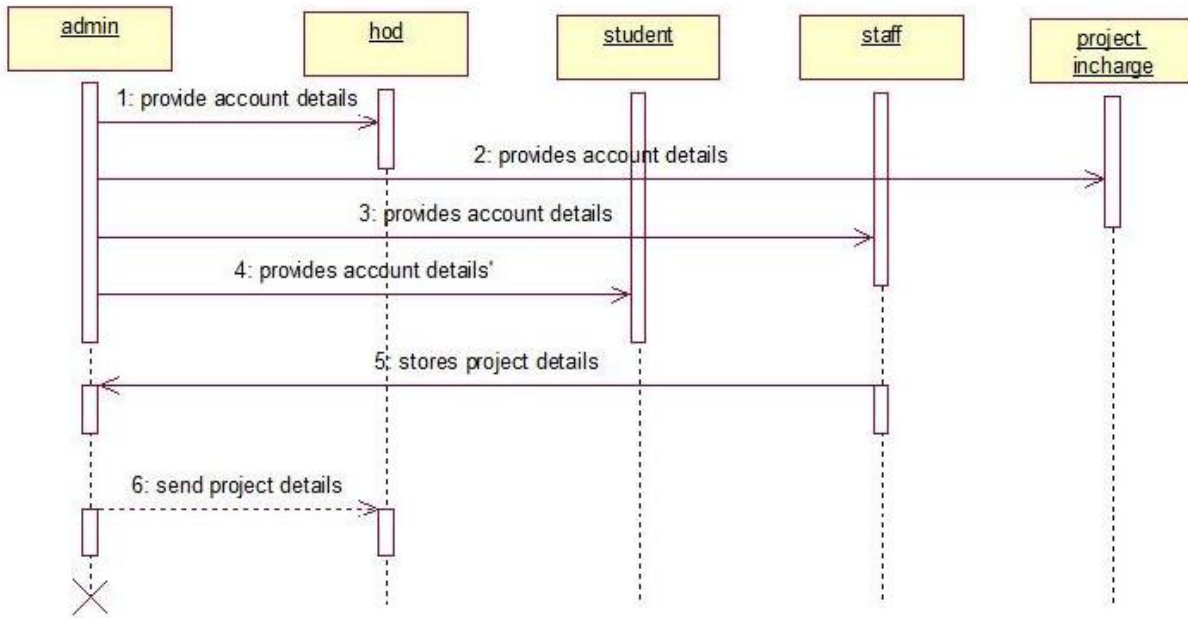 admin
hod
student
staff
project
incharge
1: provide account details
2: provides account details
3: provides account details
4: provides account details'
5: stores project details
6: send project details